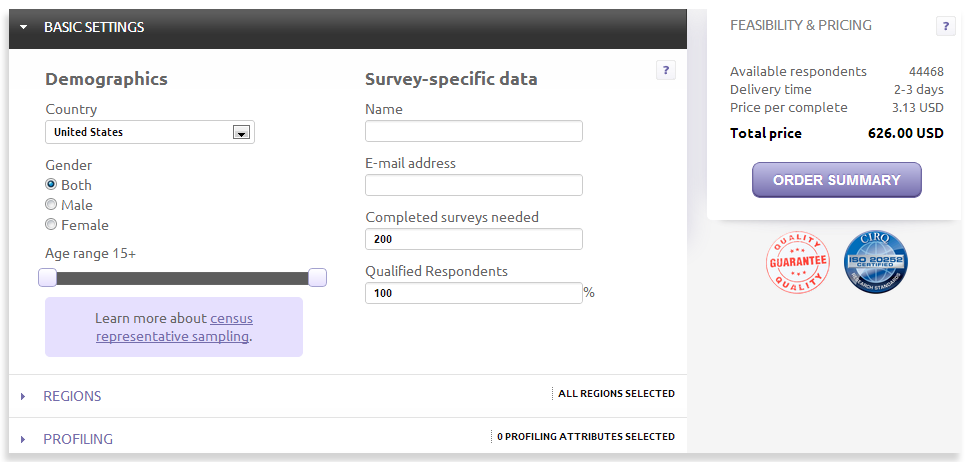 BASIC SETTINGS
Demographics
Country
United States
Gender
Both
Male
Female
Age range 15+
Learn more about census
representative sampling.
Survey-specific data
?
Name
E-mail address
Completed surveys needed
200
Qualified Respondents
100 %
REGIONS
ALL REGIONS SELECTED
PROFILING
0 PROFILING ATTRIBUTES SELECTED
FEASIBILITY & PRICING
?
Available respondents 44468
Delivery time 2-3 days
Price per complete 3.13 USD
Total price 626.00 USD
ORDER SUMMARY
QUALITY
GUARANTEE
QUALITY
CIRQ
ISO 20252
CERTIFIED
RESEARCH STANDARDS